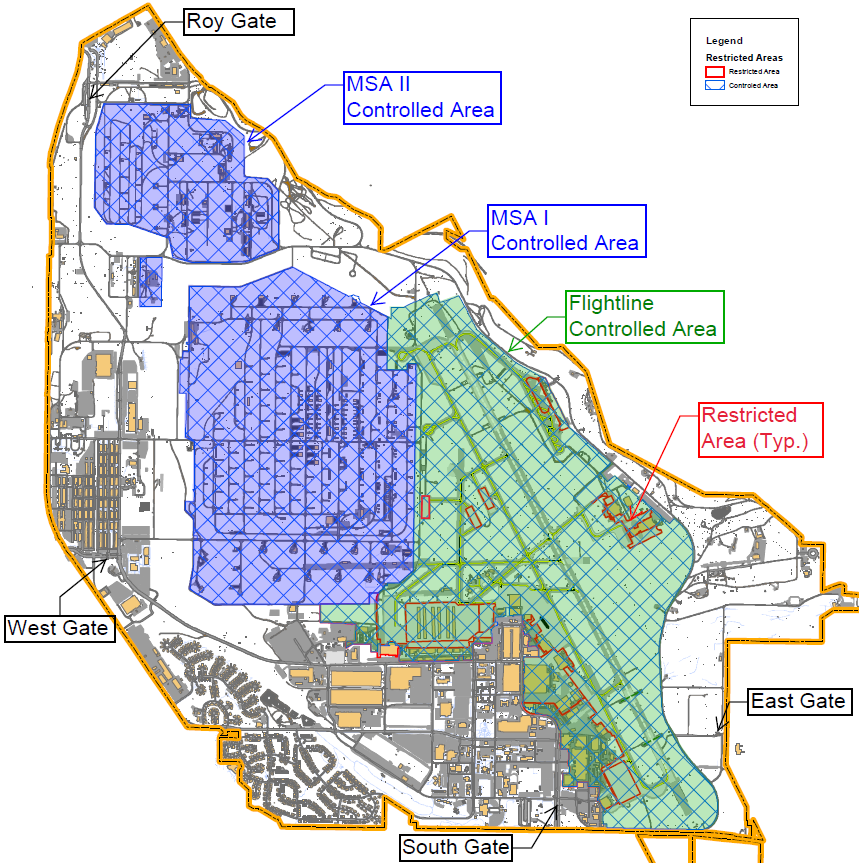 Roy Gate
Legend
Restricted Areas
Restricted Area
Controled Area
MSA II
Controlled Area
MSA I
Controlled Area
Flightline
Controlled Area
Restricted
Area (Typ.)
West Gate
East Gate
South Gate